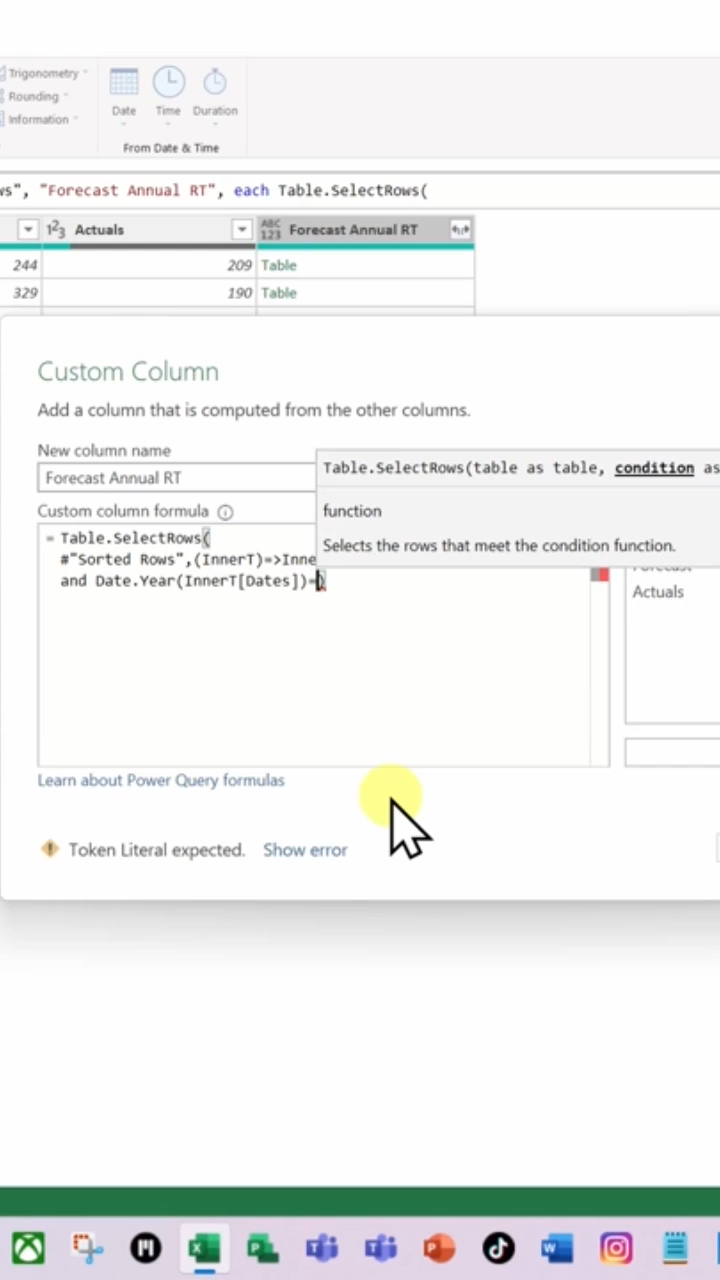 Trigonometry
Rounding
Information
Date
Time
Duration
From Date & Time
"Forecast Annual RT", each Table.SelectRows(
1²3 Actuals
ABC
123 Forecast Annual RT
244 209 Table
329 190 Table
Custom Column
Add a column that is computed from the other columns.
New column name
Forecast Annual RT
Table.SelectRows(table as table, condition as
function
Selects the rows that meet the condition function.
Custom column formula
= Table.SelectRows(
#"Sorted Rows",(InnerT)=>Inne
and Date.Year(InnerT[Dates])=)
Forecast
Actuals
Learn about Power Query formulas
Token Literal expected. Show error